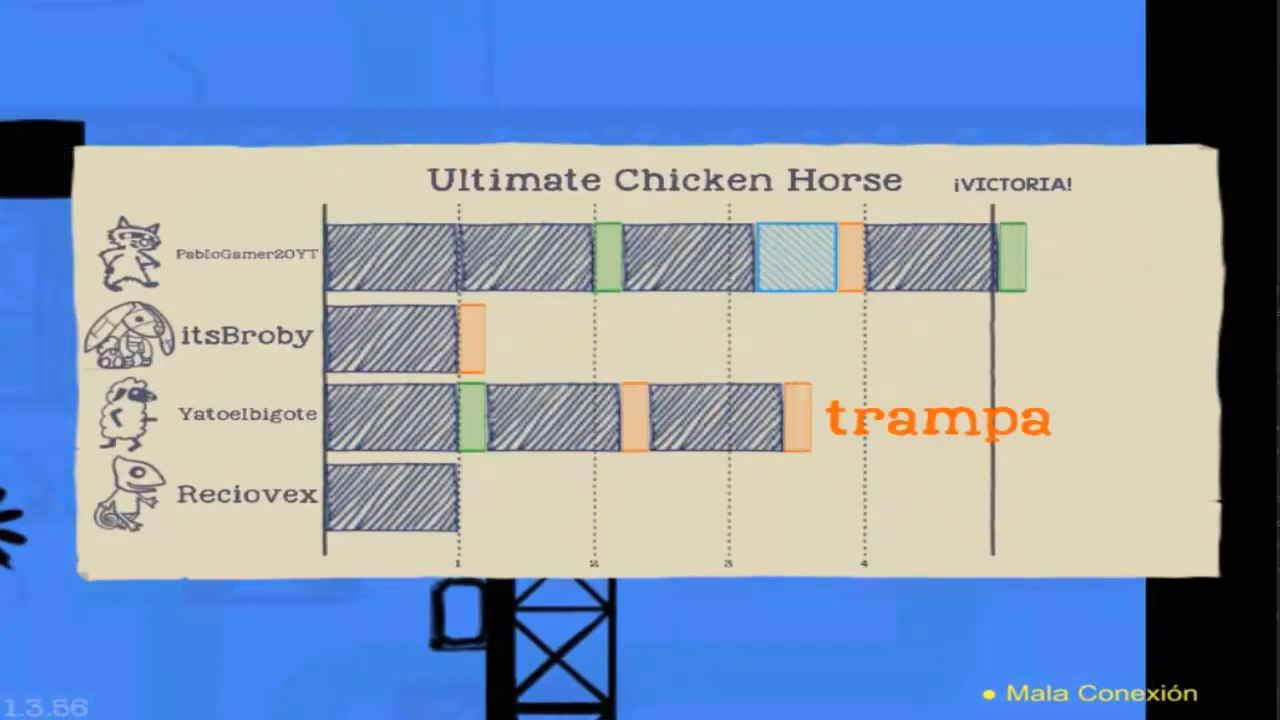 Ultimate Chicken Horse ¡VICTORIA!
PabloGamer20YT
itsBroby
Yatoelbigote trampa
Reciovex
1 2 3 4
Mala Conexión
1.3.56